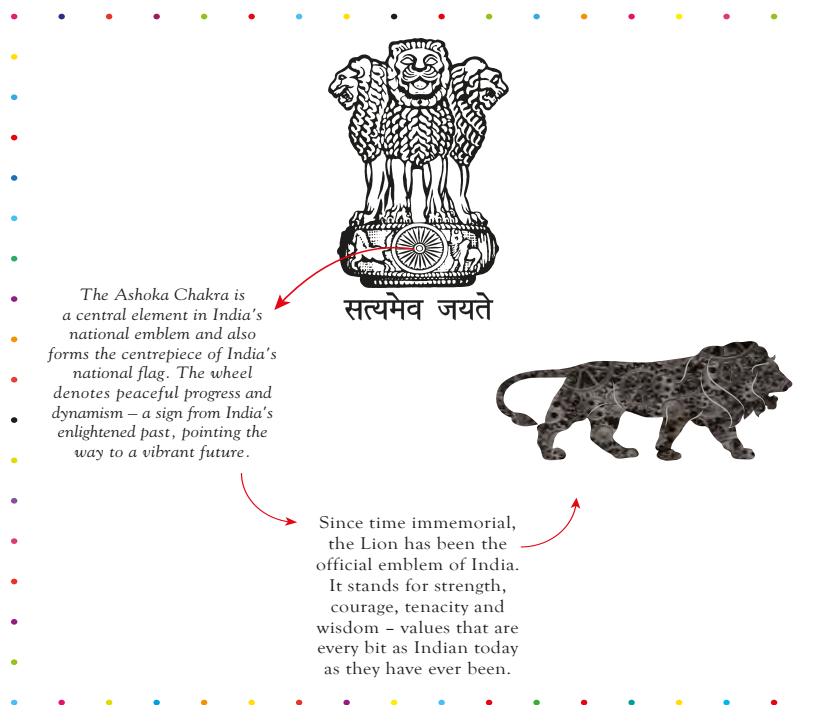 सत्यमेव जयते
The Ashoka Chakra is
a central element in India's
national emblem and also
forms the centrepiece of India's
national flag. The wheel
denotes peaceful progress and
dynamism – a sign from India's
enlightened past, pointing the
way to a vibrant future.
Since time immemorial,
the Lion has been the
official emblem of India.
It stands for strength,
courage, tenacity and
wisdom – values that are
every bit as Indian today
as they have ever been.